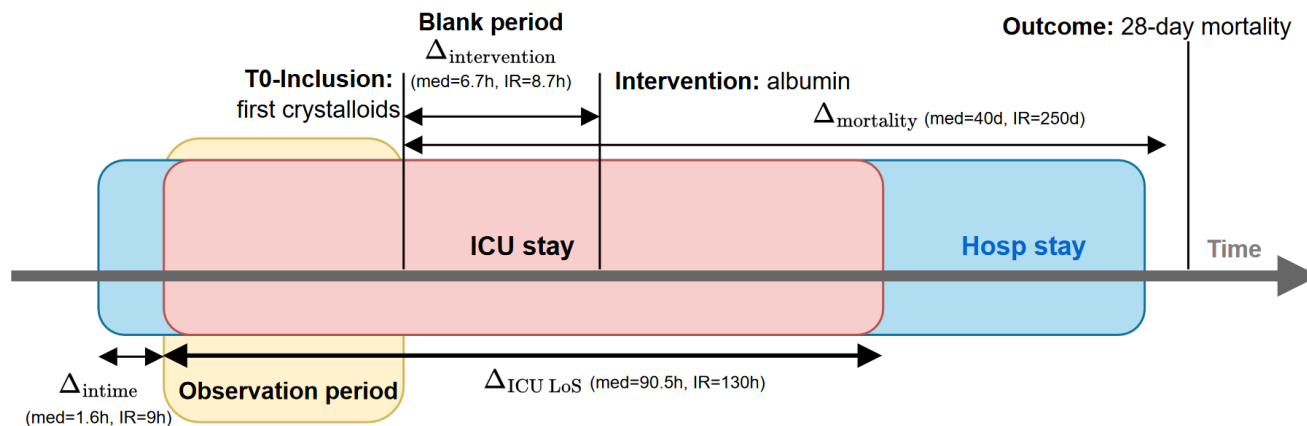 Blank period
Δintervention
(med=6.7h, IR=8.7h)
Outcome: 28-day mortality
T0-Inclusion:
first crystalloids
Intervention: albumin
Δmortality (med=40d, IR=250d)
ICU stay
Hosp stay
Time
Δintime
(med=1.6h, IR=9h)
Observation period
ΔICU LoS (med=90.5h, IR=130h)